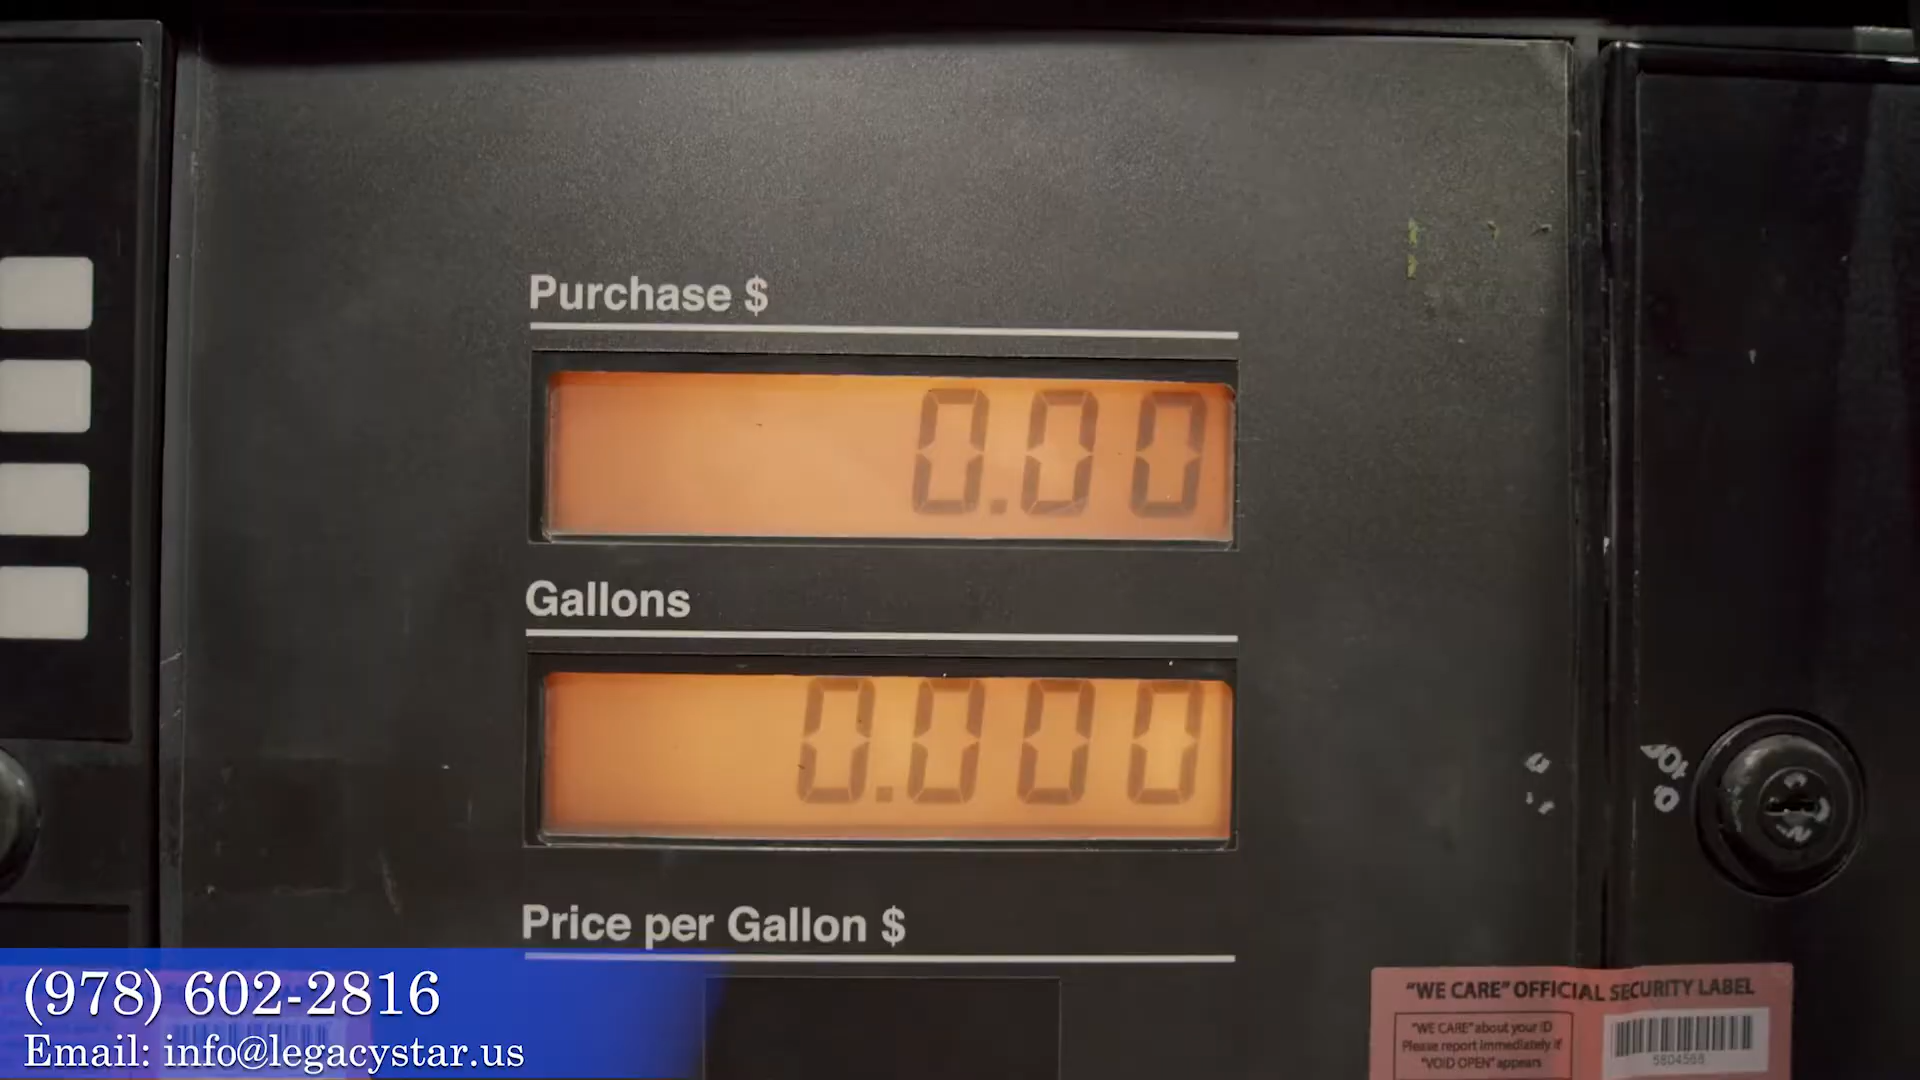 Purchase $
0.00
Gallons
0.000
Price per Gallon $
(978) 602-2816
Email: info@legacystar.us
"WE CARE" OFFICIAL SECURITY LABEL
"WE CARE" about your ID
Please report immediately if
"VOID OPEN" appears
5804568